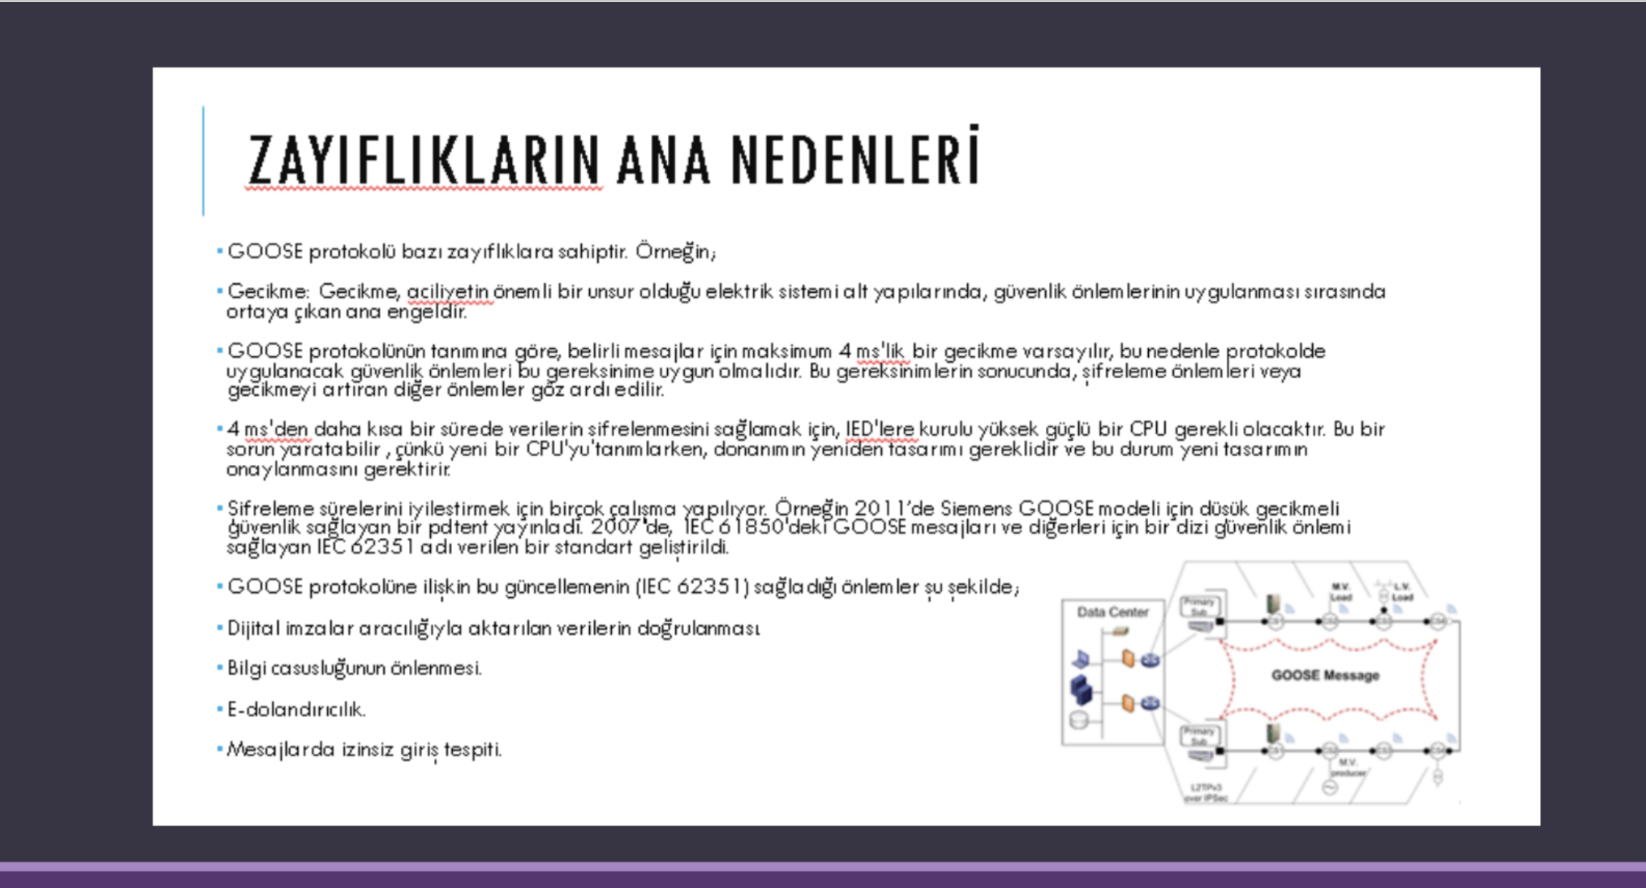 ZAYIFLIKLARIN ANA NEDENLERİ
GOOSE protokolü bazı zayıflıklara sahiptir. Örneğin;
Gecikme: Gecikme, aciliyetin önemli bir unsur olduğu elektrik sistemi alt yapılarında, güvenlik önlemlerinin uygulanması sırasında
ortaya çıkan ana engeldir.
GOOSE protokolünün tanımına göre, belirli mesajlar için maksimum 4 ms'lik bir gecikme varsayılır, bu nedenle protokolde
uygulanacak güvenlik önlemleri bu gereksinime uygun olmalıdır. Bu gereksinimlerin sonucunda, şifreleme önlemleri veya
gecikmeyi artıran diğer önlemler göz ardı edilir.
4 ms'den daha kısa bir sürede verilerin sifrelenmesini sağlamak için, IED'lere kurulu yüksek güçlü bir CPU gerekli olacaktır. Bu bir
sorun yaratabilir , çünkü yeni bir CPU'yu tanımlarken, donanımın yeniden tasarımı gereklidir ve bu durum yeni tasarımın
onaylanmasını gerektirir.
Sifreleme sürelerini iyileştirmek için birçok çalışma yapılıyor. Örneğin 2011'de Siemens GOOSE modeli için düşük gecikmeli
güvenlik sağlayan bir patent yayınladı. 2007'de, IEC 61850'deki GOOSE mesajları ve diğerleri için bir dizi güvenlik önlemi
sağlayan IEC 62351 adı verilen bir standart geliştirildi.
GOOSE protokolüne ilişkin bu güncellemenin (IEC 62351) sağladığı önlemler şu şekilde;
Dijital imzalar aracılığıyla aktarılan verilerin doğrulanması.
Bilgi casusluğunun önlenmesi.
E-dolandırıcılık.
Mesajlarda izinsiz giriş tespiti.
Data Center
Primary
Sub
M.V.
Load
L.V.
Load
GOOSE Message
Primary
Sub
M.V.
producer
L2TPv3
over IPSec